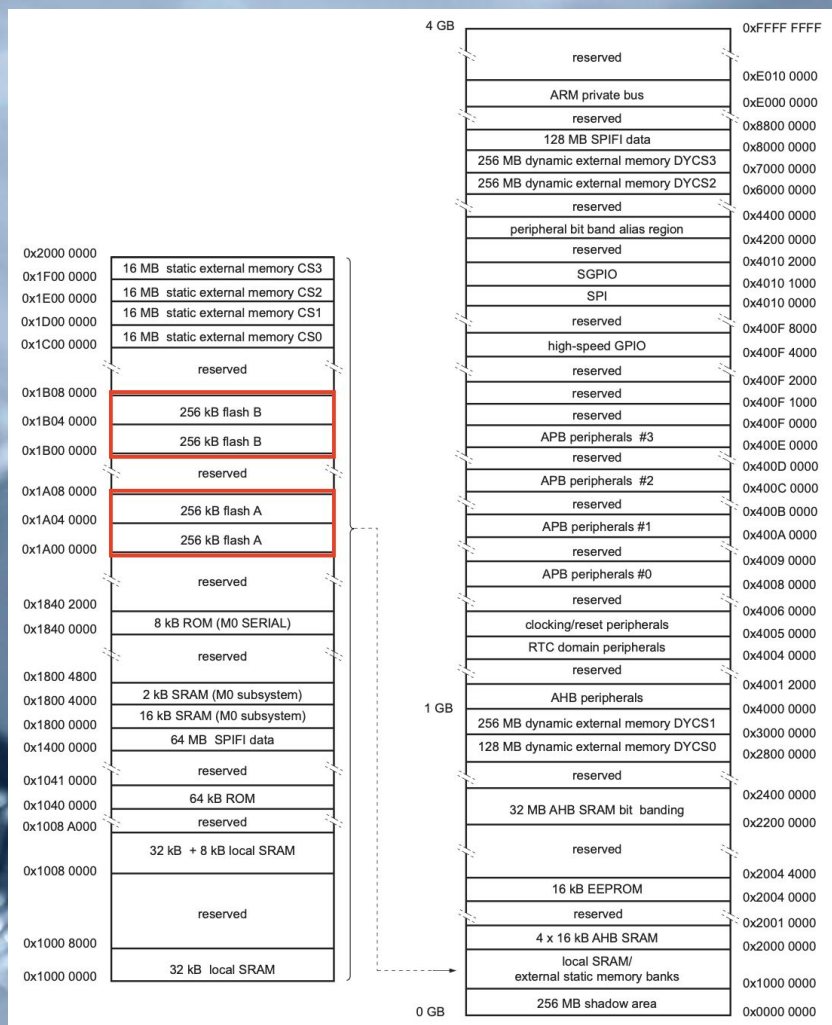 4 GB
0xFFFF FFFF
reserved
0xE010 0000
ARM private bus
0xE000 0000
reserved
0x8800 0000
128 MB SPIFI data
0x8000 0000
256 MB dynamic external memory DYCS3
0x7000 0000
256 MB dynamic external memory DYCS2
0x6000 0000
reserved
0x4400 0000
peripheral bit band alias region
0x4200 0000
reserved
0x4010 2000
SGPIO
0x4010 1000
SPI
0x4010 0000
reserved
0x400F 8000
high-speed GPIO
0x400F 4000
reserved
0x400F 2000
reserved
0x400F 1000
reserved
0x400F 0000
APB peripherals #3
0x400E 0000
reserved
0x400D 0000
APB peripherals #2
0x400C 0000
reserved
0x400B 0000
APB peripherals #1
0x400A 0000
reserved
0x4009 0000
APB peripherals #0
0x4008 0000
reserved
0x4006 0000
clocking/reset peripherals
0x4005 0000
RTC domain peripherals
0x4004 0000
reserved
0x4001 2000
AHB peripherals
1 GB
0x4000 0000
256 MB dynamic external memory DYCS1
0x3000 0000
128 MB dynamic external memory DYCS0
0x2800 0000
reserved
0x2400 0000
32 MB AHB SRAM bit banding
0x2200 0000
reserved
0x2004 4000
16 kB EEPROM
0x2004 0000
reserved
0x2001 0000
4 x 16 kB AHB SRAM
0x2000 0000
local SRAM/
external static memory banks
0x1000 0000
256 MB shadow area
0 GB
0x0000 0000
0x2000 0000
16 MB static external memory CS3
0x1F00 0000
16 MB static external memory CS2
0x1E00 0000
16 MB static external memory CS1
0x1D00 0000
16 MB static external memory CS0
0x1C00 0000
reserved
0x1B08 0000
256 kB flash B
0x1B04 0000
256 kB flash B
0x1B00 0000
reserved
0x1A08 0000
256 kB flash A
0x1A04 0000
256 kB flash A
0x1A00 0000
reserved
0x1840 2000
8 kB ROM (M0 SERIAL)
0x1840 0000
reserved
0x1800 4800
2 kB SRAM (M0 subsystem)
0x1800 4000
16 kB SRAM (M0 subsystem)
0x1800 0000
64 MB SPIFI data
0x1400 0000
reserved
0x1041 0000
64 kB ROM
0x1040 0000
reserved
0x1008 A000
32 kB + 8 kB local SRAM
0x1008 0000
reserved
0x1000 8000
32 kB local SRAM
0x1000 0000